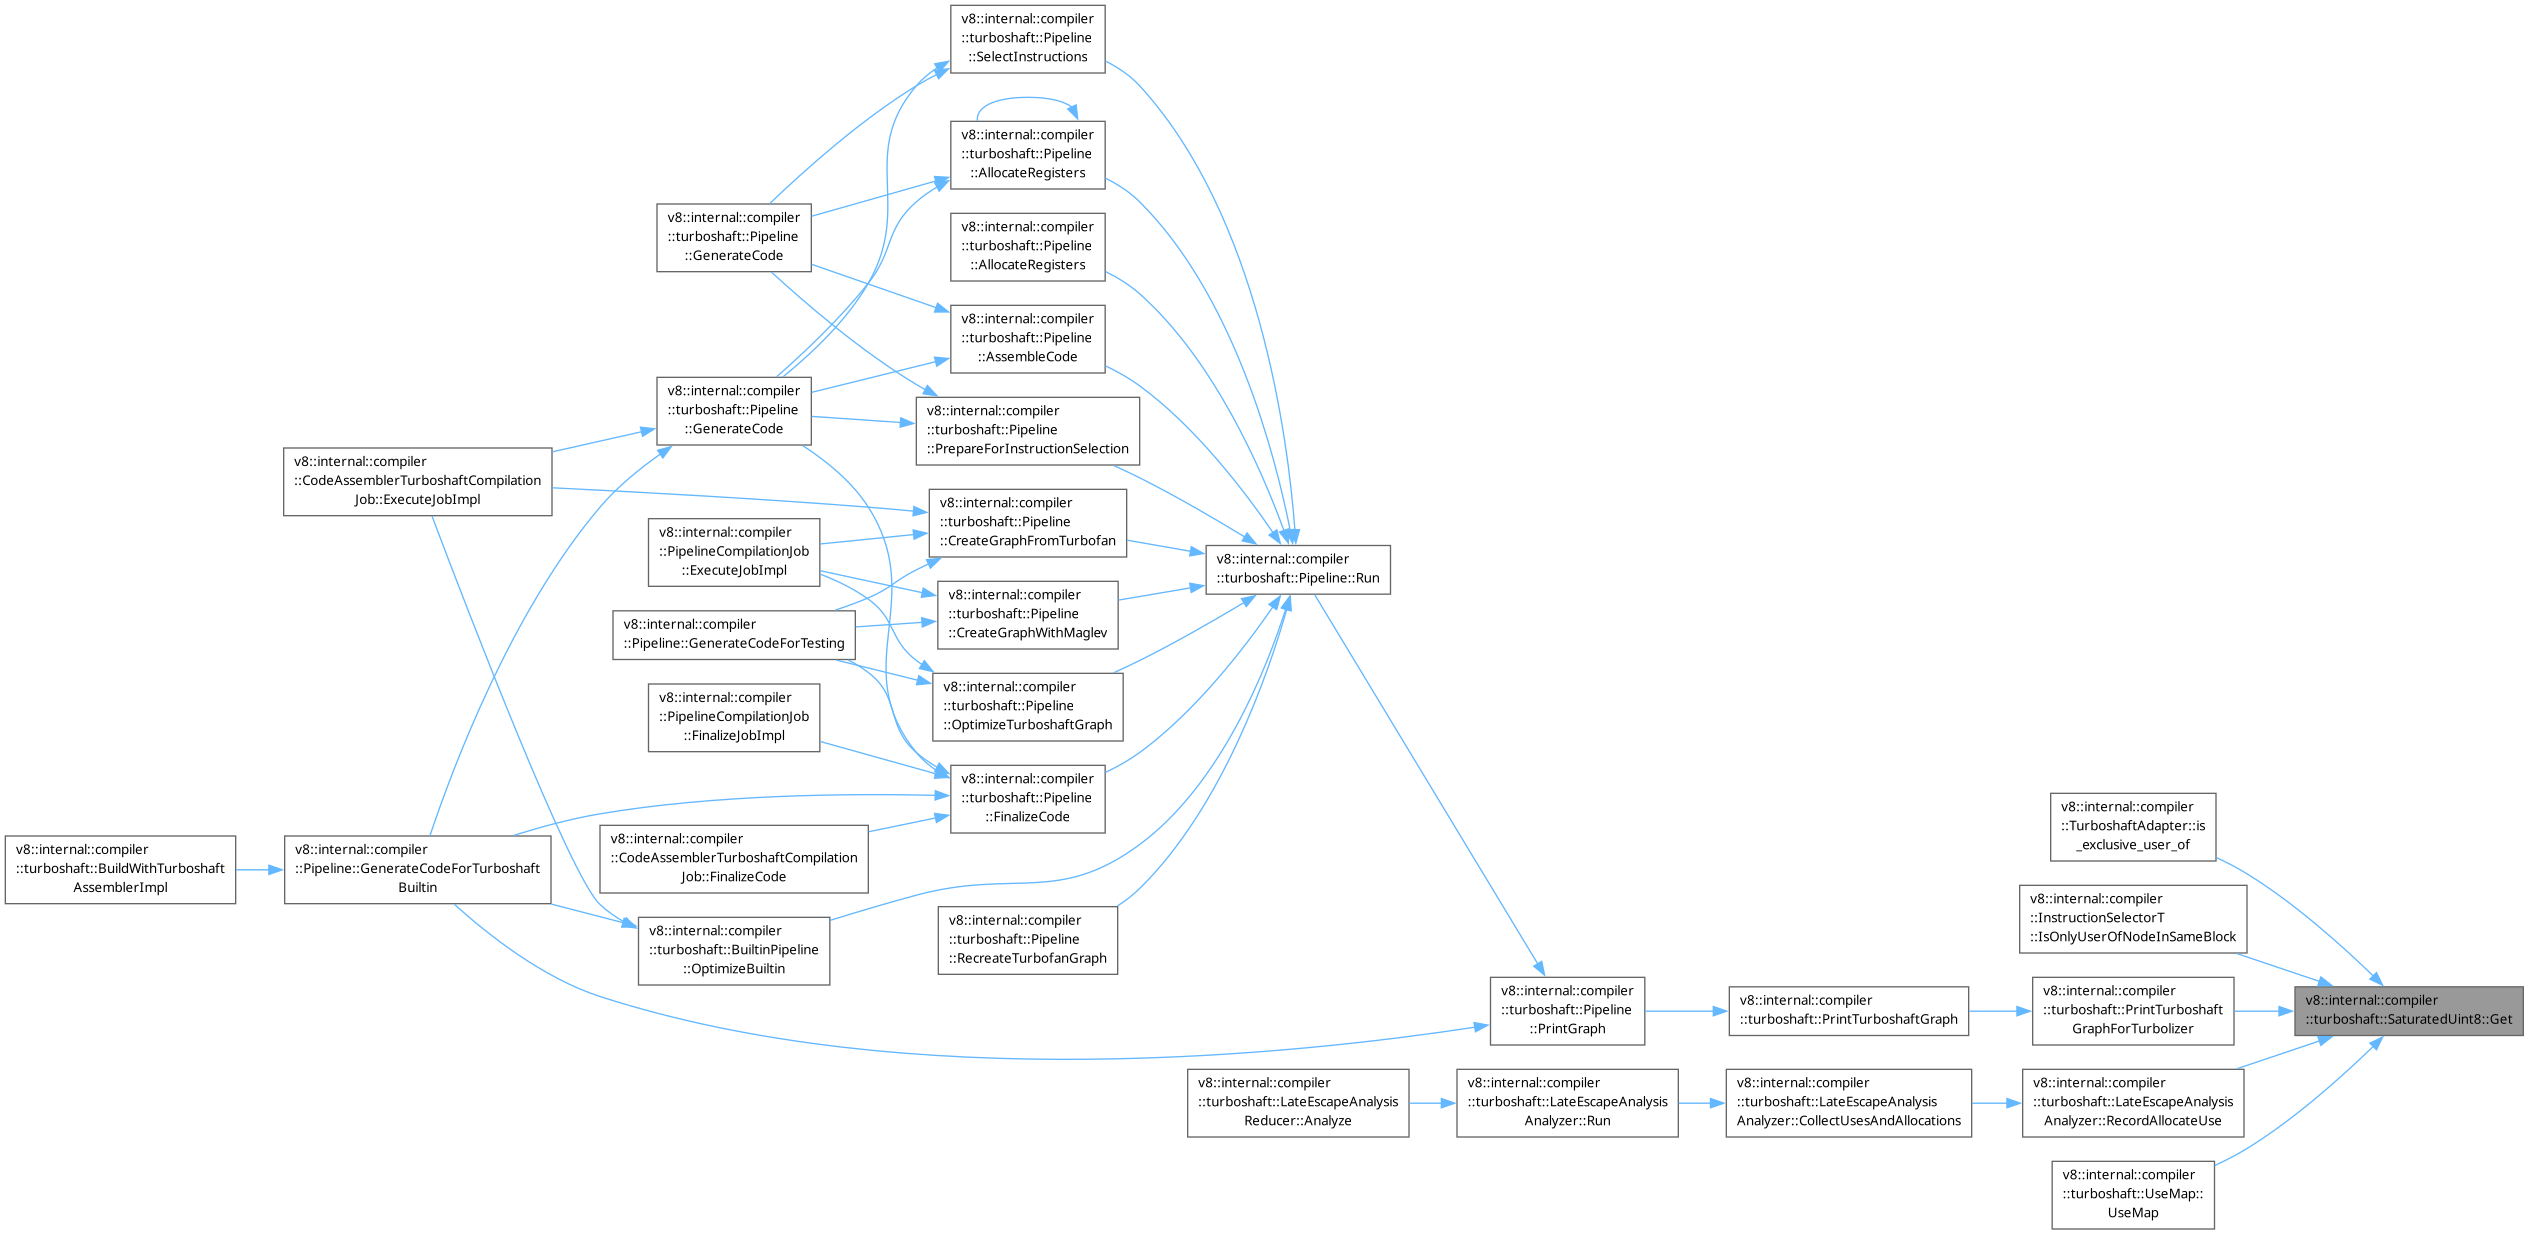 v8::internal::compiler
::turboshaft::Pipeline
::SelectInstructions
v8::internal::compiler
::turboshaft::Pipeline
::AllocateRegisters
v8::internal::compiler
::turboshaft::Pipeline
::GenerateCode
v8::internal::compiler
::turboshaft::Pipeline
::AllocateRegisters
v8::internal::compiler
::turboshaft::Pipeline
::AssembleCode
v8::internal::compiler
::turboshaft::Pipeline
::GenerateCode
v8::internal::compiler
::turboshaft::Pipeline
::PrepareForInstructionSelection
v8::internal::compiler
::CodeAssemblerTurboshaftCompilation
Job::ExecuteJobImpl
v8::internal::compiler
::turboshaft::Pipeline
::CreateGraphFromTurbofan
v8::internal::compiler
::PipelineCompilationJob
::ExecuteJobImpl
v8::internal::compiler
::turboshaft::Pipeline::Run
v8::internal::compiler
::turboshaft::Pipeline
::CreateGraphWithMaglev
v8::internal::compiler
::Pipeline::GenerateCodeForTesting
v8::internal::compiler
::turboshaft::Pipeline
::OptimizeTurboshaftGraph
v8::internal::compiler
::PipelineCompilationJob
::FinalizeJobImpl
v8::internal::compiler
::turboshaft::Pipeline
::FinalizeCode
v8::internal::compiler
::TurboshaftAdapter::is
_exclusive_user_of
v8::internal::compiler
::CodeAssemblerTurboshaftCompilation
Job::FinalizeCode
v8::internal::compiler
::turboshaft::BuildWithTurboshaft
AssemblerImpl
v8::internal::compiler
::Pipeline::GenerateCodeForTurboshaft
Builtin
v8::internal::compiler
::InstructionSelectorT
::IsOnlyUserOfNodeInSameBlock
v8::internal::compiler
::turboshaft::Pipeline
::RecreateTurbofanGraph
v8::internal::compiler
::turboshaft::BuiltinPipeline
::OptimizeBuiltin
v8::internal::compiler
::turboshaft::Pipeline
::PrintGraph
v8::internal::compiler
::turboshaft::PrintTurboshaftGraph
v8::internal::compiler
::turboshaft::PrintTurboshaft
GraphForTurbolizer
v8::internal::compiler
::turboshaft::SaturatedUint8::Get
v8::internal::compiler
::turboshaft::LateEscapeAnalysis
Reducer::Analyze
v8::internal::compiler
::turboshaft::LateEscapeAnalysis
Analyzer::Run
v8::internal::compiler
::turboshaft::LateEscapeAnalysis
Analyzer::CollectUsesAndAllocations
v8::internal::compiler
::turboshaft::LateEscapeAnalysis
Analyzer::RecordAllocateUse
v8::internal::compiler
::turboshaft::UseMap::
UseMap